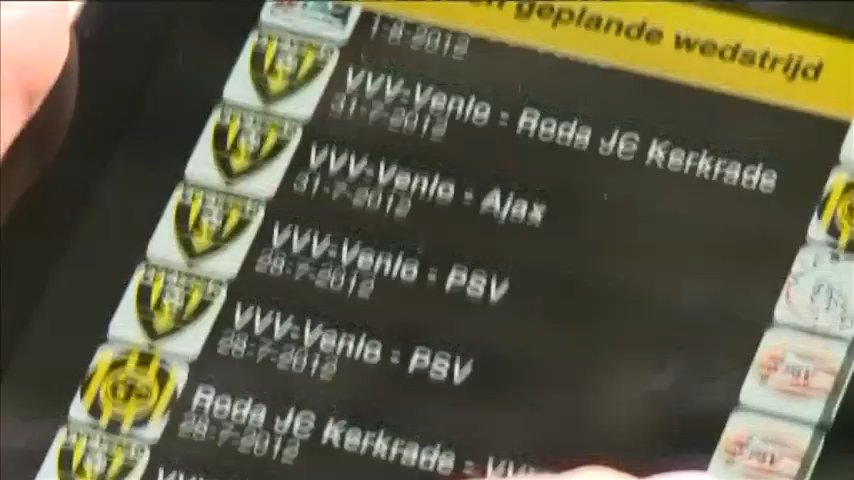 geplande wedstrijd
1-8-2012
VVV-Venlo - Roda JC Kerkrade
31-7-2012
VVV-Venlo - Ajax
31-7-2012
VVV-Venlo - PSV
28-7-2012
VVV-Venlo - PSV
28-7-2012
Roda JC Kerkrade -
28-7-2012